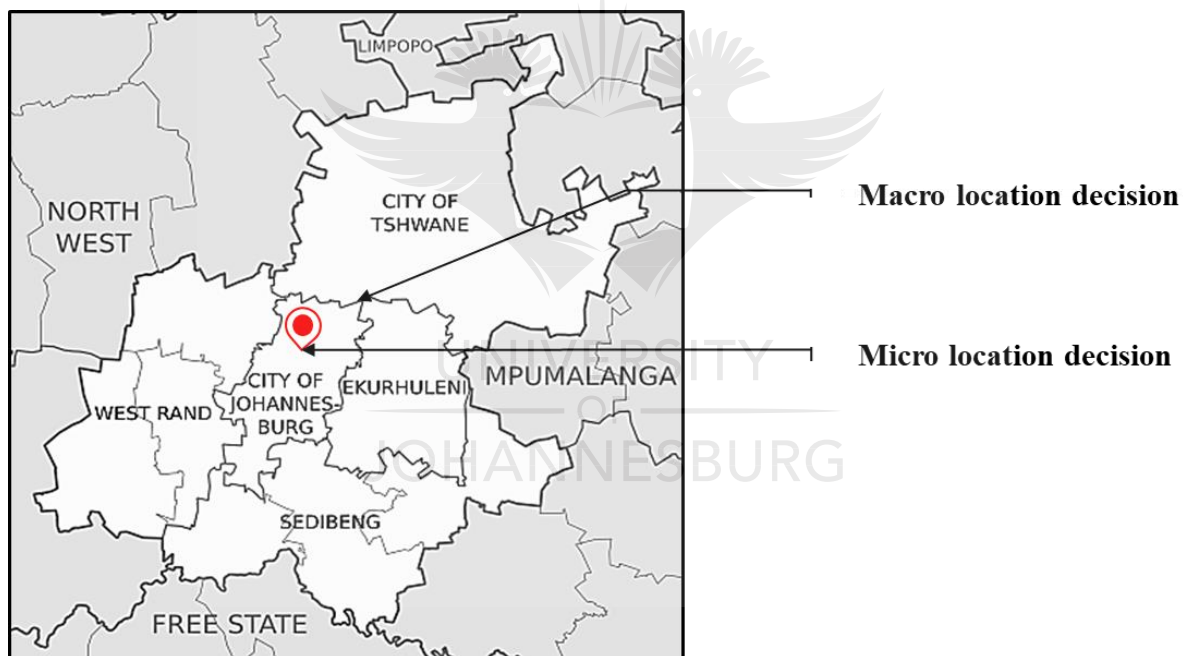 LIMPOPO
CITY OF
TSHWANE
Macro location decision
NORTH
WEST
Micro location decision
UNIVERSITY
MPUMALANGA
CITY OF
JOHANNES-
BURG
EKURHULENI
WEST RAND
OF
JOHANNESBURG
SEDIBENG
FREE STATE